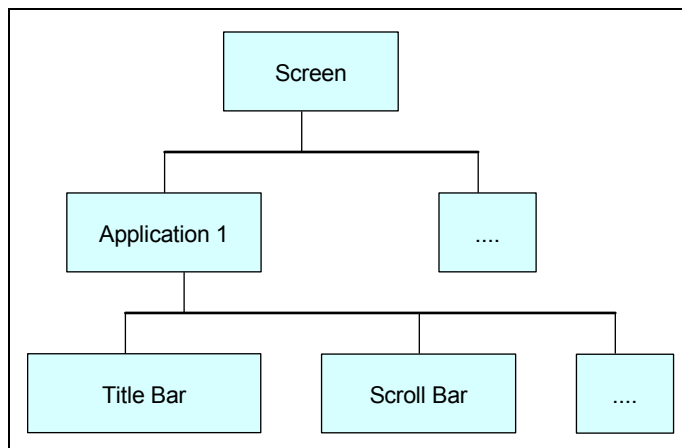 Screen
Application 1
....
Title Bar
Scroll Bar
....